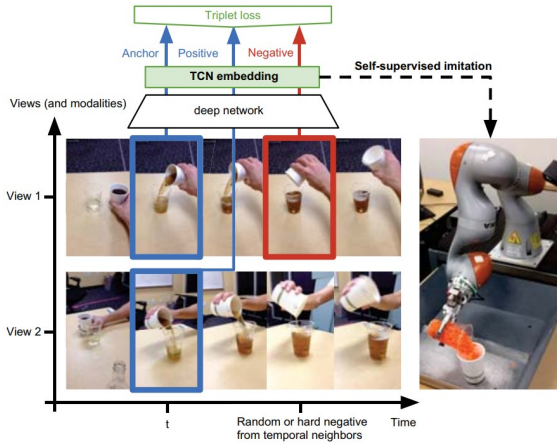 Triplet loss
Anchor
Positive
Negative
TCN embedding
Self-supervised imitation
Views (and modalities)
deep network
View 1
View 2
t
Random or hard negative
from temporal neighbors
Time